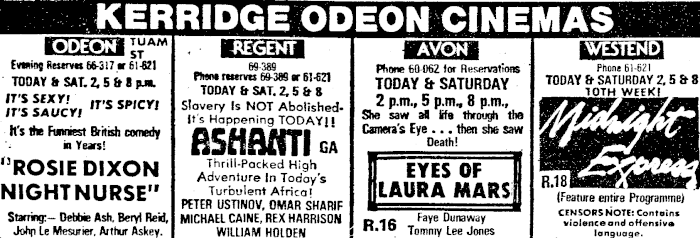 KERRIDGE ODEON CINEMAS
ODEON TUAM ST
Evening Reserves 66-317 or 61-621
TODAY & SAT. 2, 5 & 8 p.m.
IT'S SEXY!
IT'S SAUCY! IT'S SPICY!
It's the Funniest British comedy
in Years!
"ROSIE DIXON
NIGHT NURSE"
Starring:- Debbie Ash, Beryl Reid,
John Le Mesurier, Arthur Askey.
REGENT
69-389
Phone reserves 69-389 or 61-621
TODAY & SAT. 2, 5 & 8
Slavery Is NOT Abolished-
It's Happening TODAY!!
ASHANTI GA
Thrill-Packed High
Adventure In Today's
Turbulent Africa!
PETER USTINOV, OMAR SHARIF
MICHAEL CAINE, REX HARRISON
WILLIAM HOLDEN
AVON
Phone 60-062 for Reservations
TODAY & SATURDAY
2 p.m., 5 p.m., 8 p.m.,
She saw all life through the
Camera's Eye . . . then she saw
Death!
EYES OF
LAURA MARS
R.16 Faye Dunaway
Tommy Lee Jones
WESTEND
Phone 61-621
TODAY & SATURDAY 2, 5 & 8
10TH WEEK!
Midnight
Express
R.18
(Feature entire Programme)
CENSORS NOTE: Contains
violence and offensive
language.